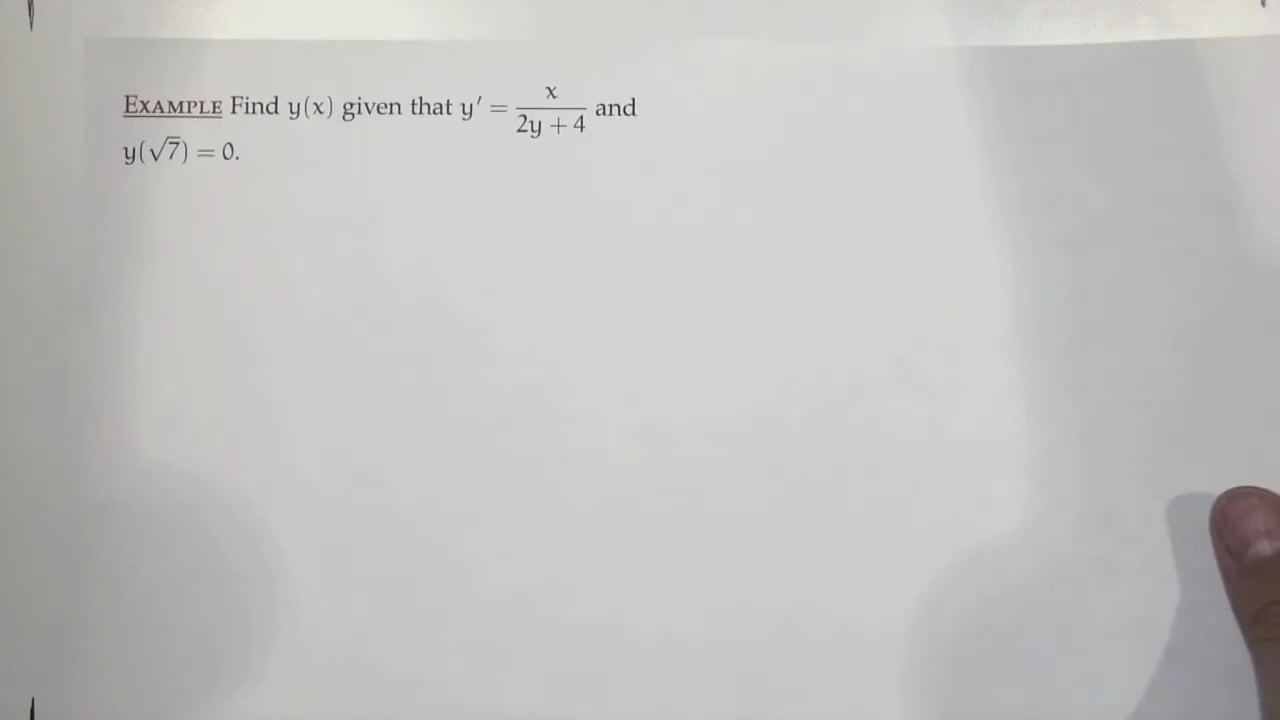 EXAMPLE Find y(x) given that y′ = x/(2y + 4) and
y(√7) = 0.